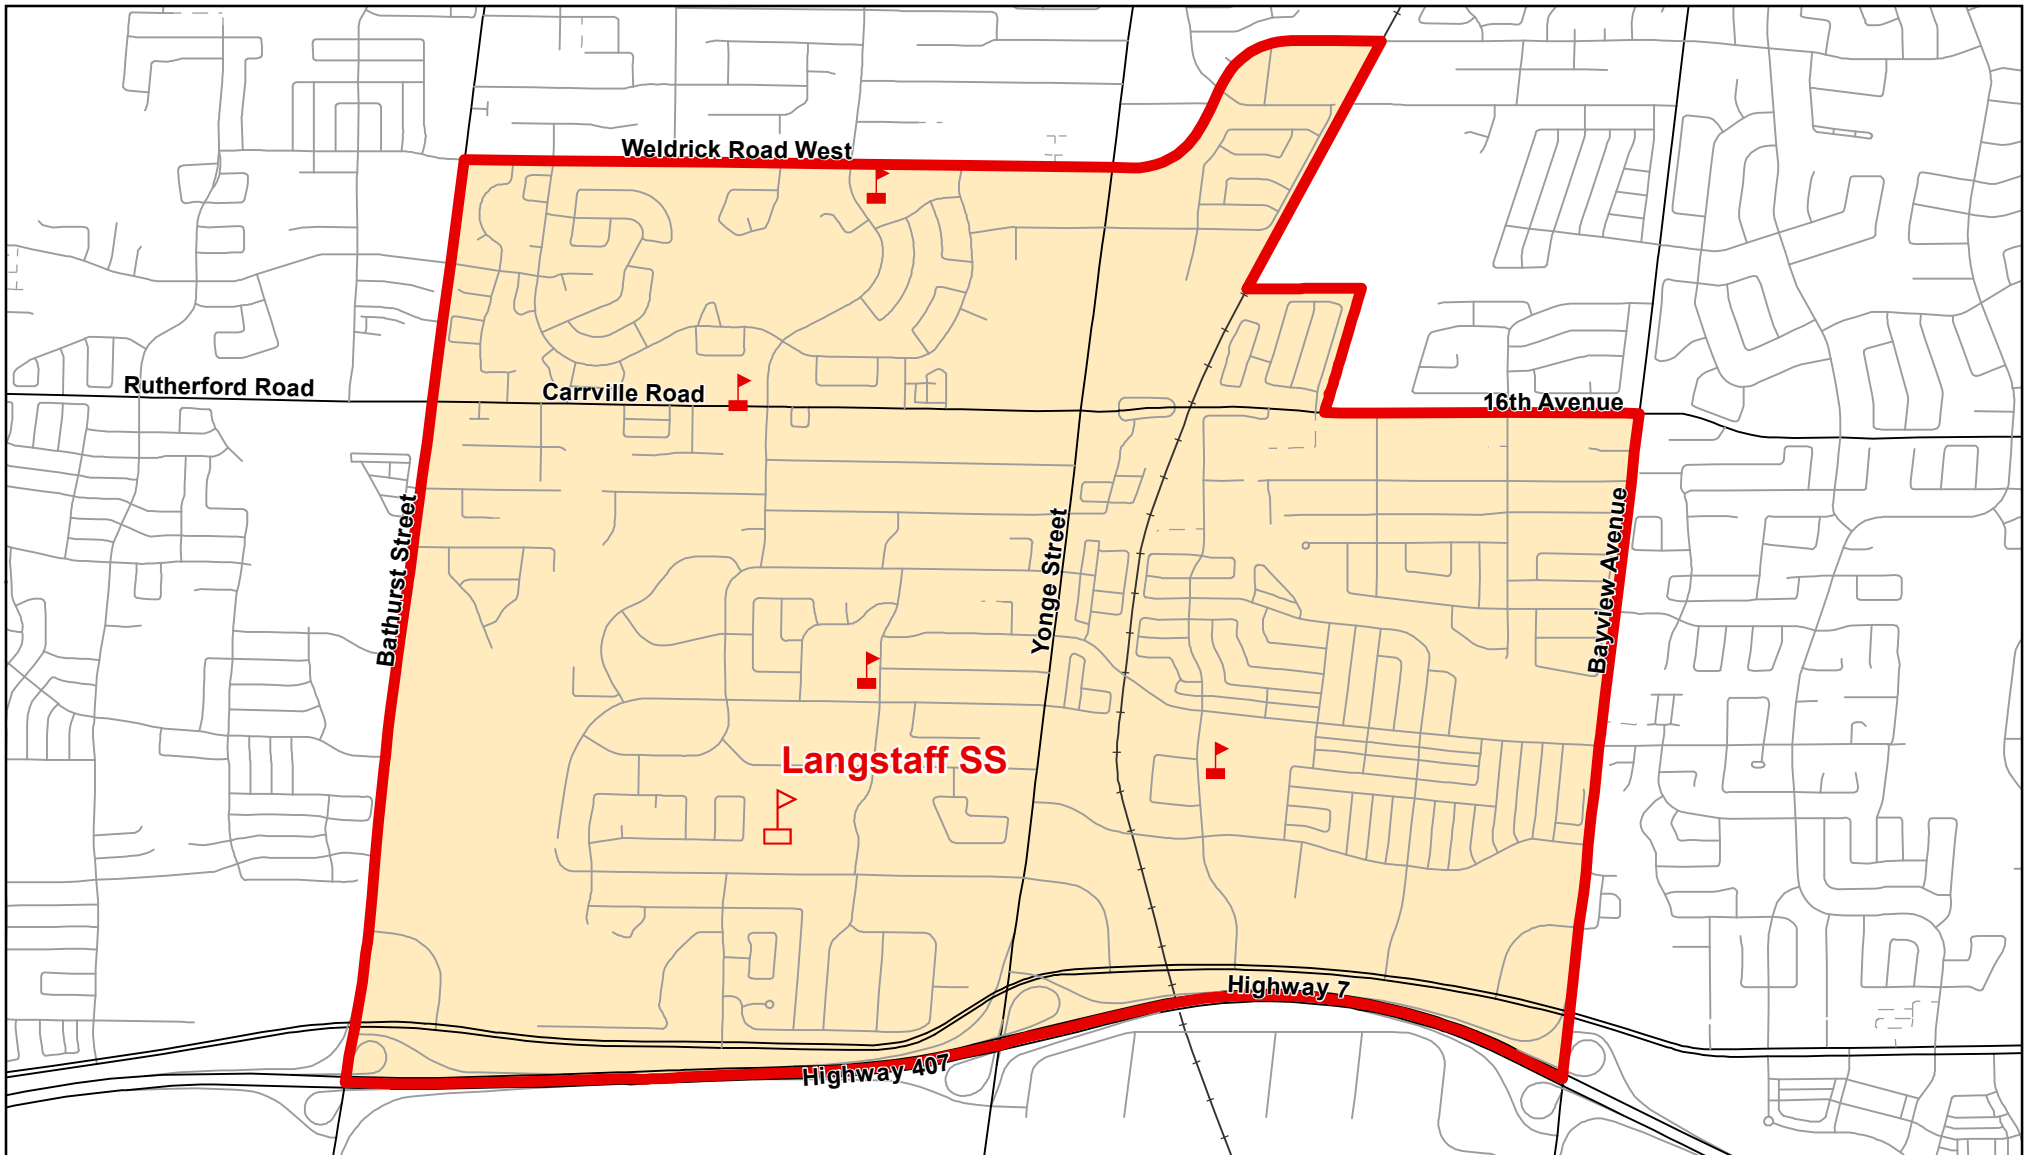 Weldrick Road West
Rutherford Road
Carrville Road
16th Avenue
Bathurst Street
Yonge Street
Bayview Avenue
Langstaff SS
Highway 7
Highway 407